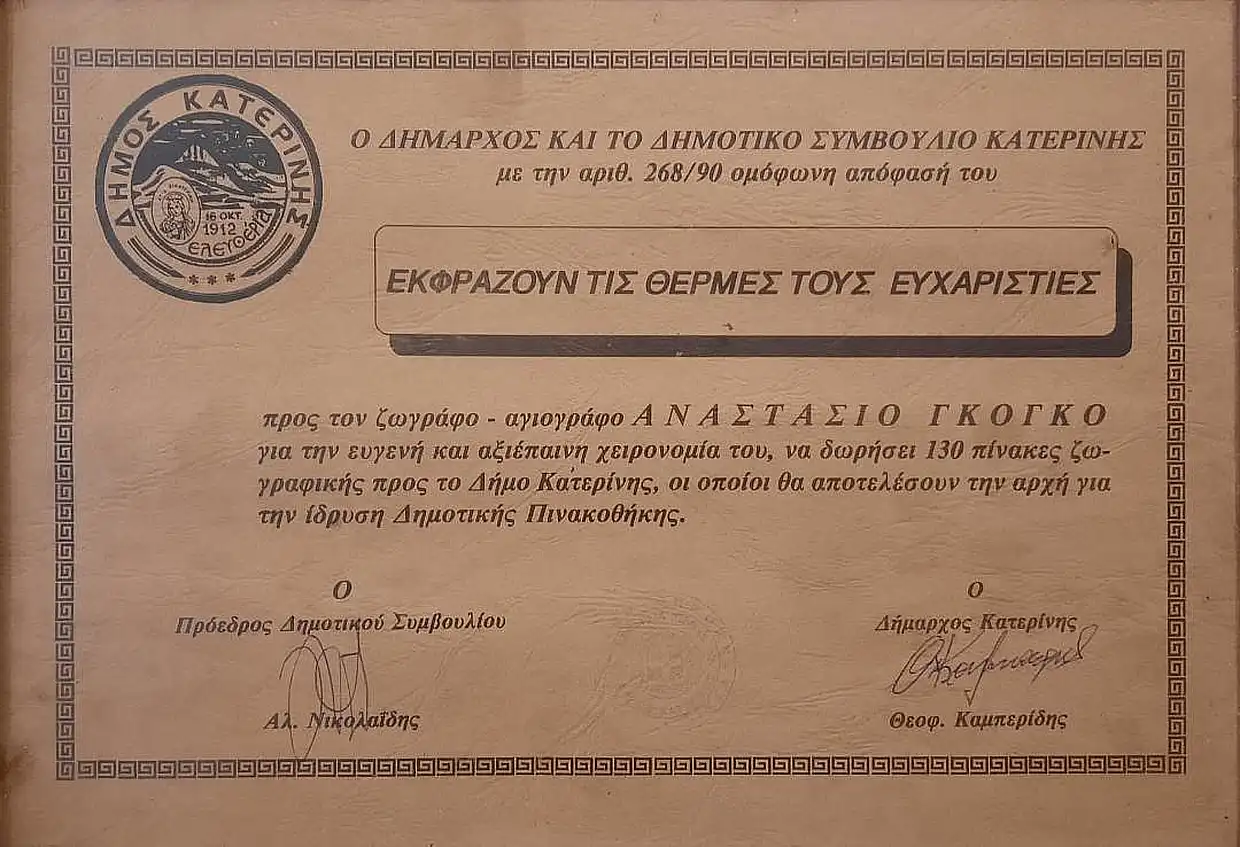 ΔΗΜΟΣ ΚΑΤΕΡΙΝΗΣ
16 ΟΚΤ.
1912
ΕΛΕΥΘΕΡΙΑ
Ο ΔΗΜΑΡΧΟΣ ΚΑΙ ΤΟ ΔΗΜΟΤΙΚΟ ΣΥΜΒΟΥΛΙΟ ΚΑΤΕΡΙΝΗΣ
με την αριθ. 268/90 ομόφωνη απόφασή του
ΕΚΦΡΑΖΟΥΝ ΤΙΣ ΘΕΡΜΕΣ ΤΟΥΣ ΕΥΧΑΡΙΣΤΙΕΣ
προς τον ζωγράφο - αγιογράφο ΑΝΑΣΤΑΣΙΟ ΓΚΟΓΚΟ
για την ευγενή και αξιέπαινη χειρονομία του, να δωρήσει 130 πίνακες ζω-
γραφικής προς το Δήμο Κατερίνης, οι οποίοι θα αποτελέσουν την αρχή για
την ίδρυση Δημοτικής Πινακοθήκης.
Ο
Πρόεδρος Δημοτικού Συμβουλίου
Αλ. Νικολαΐδης
Ο
Δήμαρχος Κατερίνης
Θεοφ. Καμπερίδης